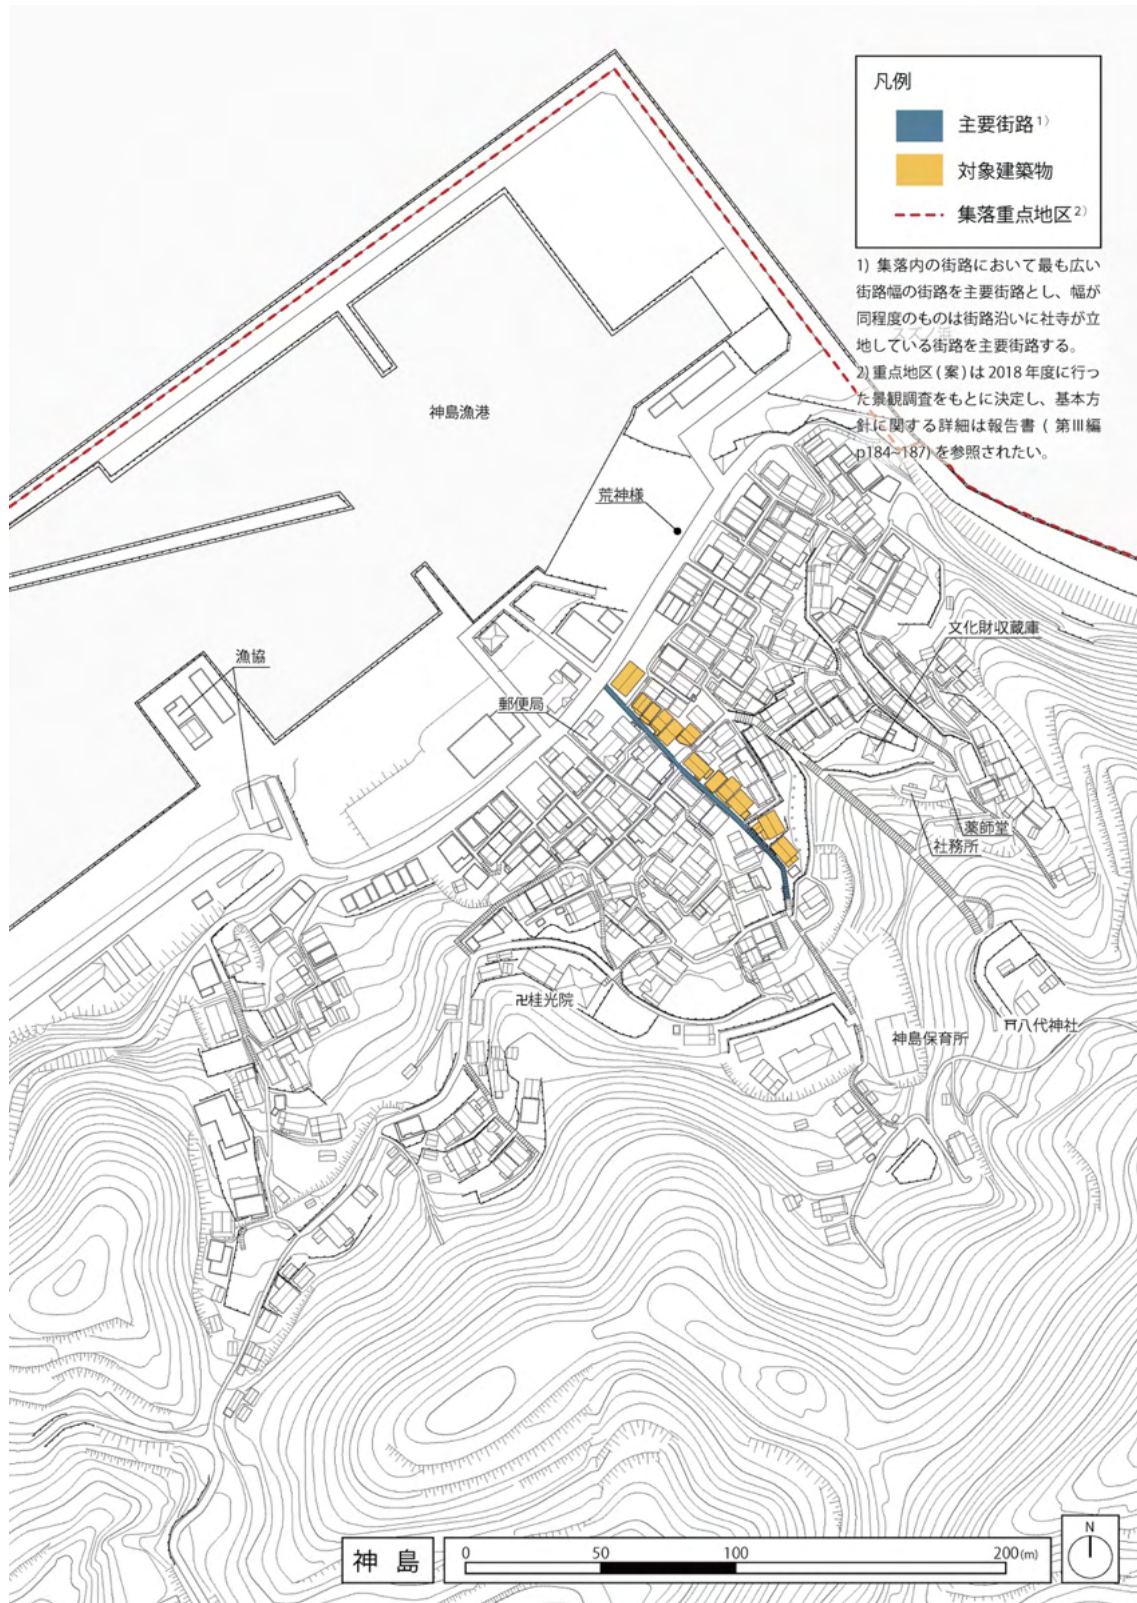 凡例
主要街路1)
対象建築物
集落重点地区2)
1) 集落内の街路において最も広い
街路幅の街路を主要街路とし、幅が
同程度のものは街路沿いに社寺が立
地している街路を主要街路する。
2) 重点地区 ( 案 ) は 2018 年度に行っ
た景観調査をもとに決定し、基本方
針に関する詳細は報告書 ( 第Ⅲ編
p184~187) を参照されたい。
スズノ浜
神島漁港
荒神様
文化財収蔵庫
漁協
郵便局
薬師堂
社務所
卍桂光院
八代神社
神島保育所
神 島
0 50 100 200(m)
N